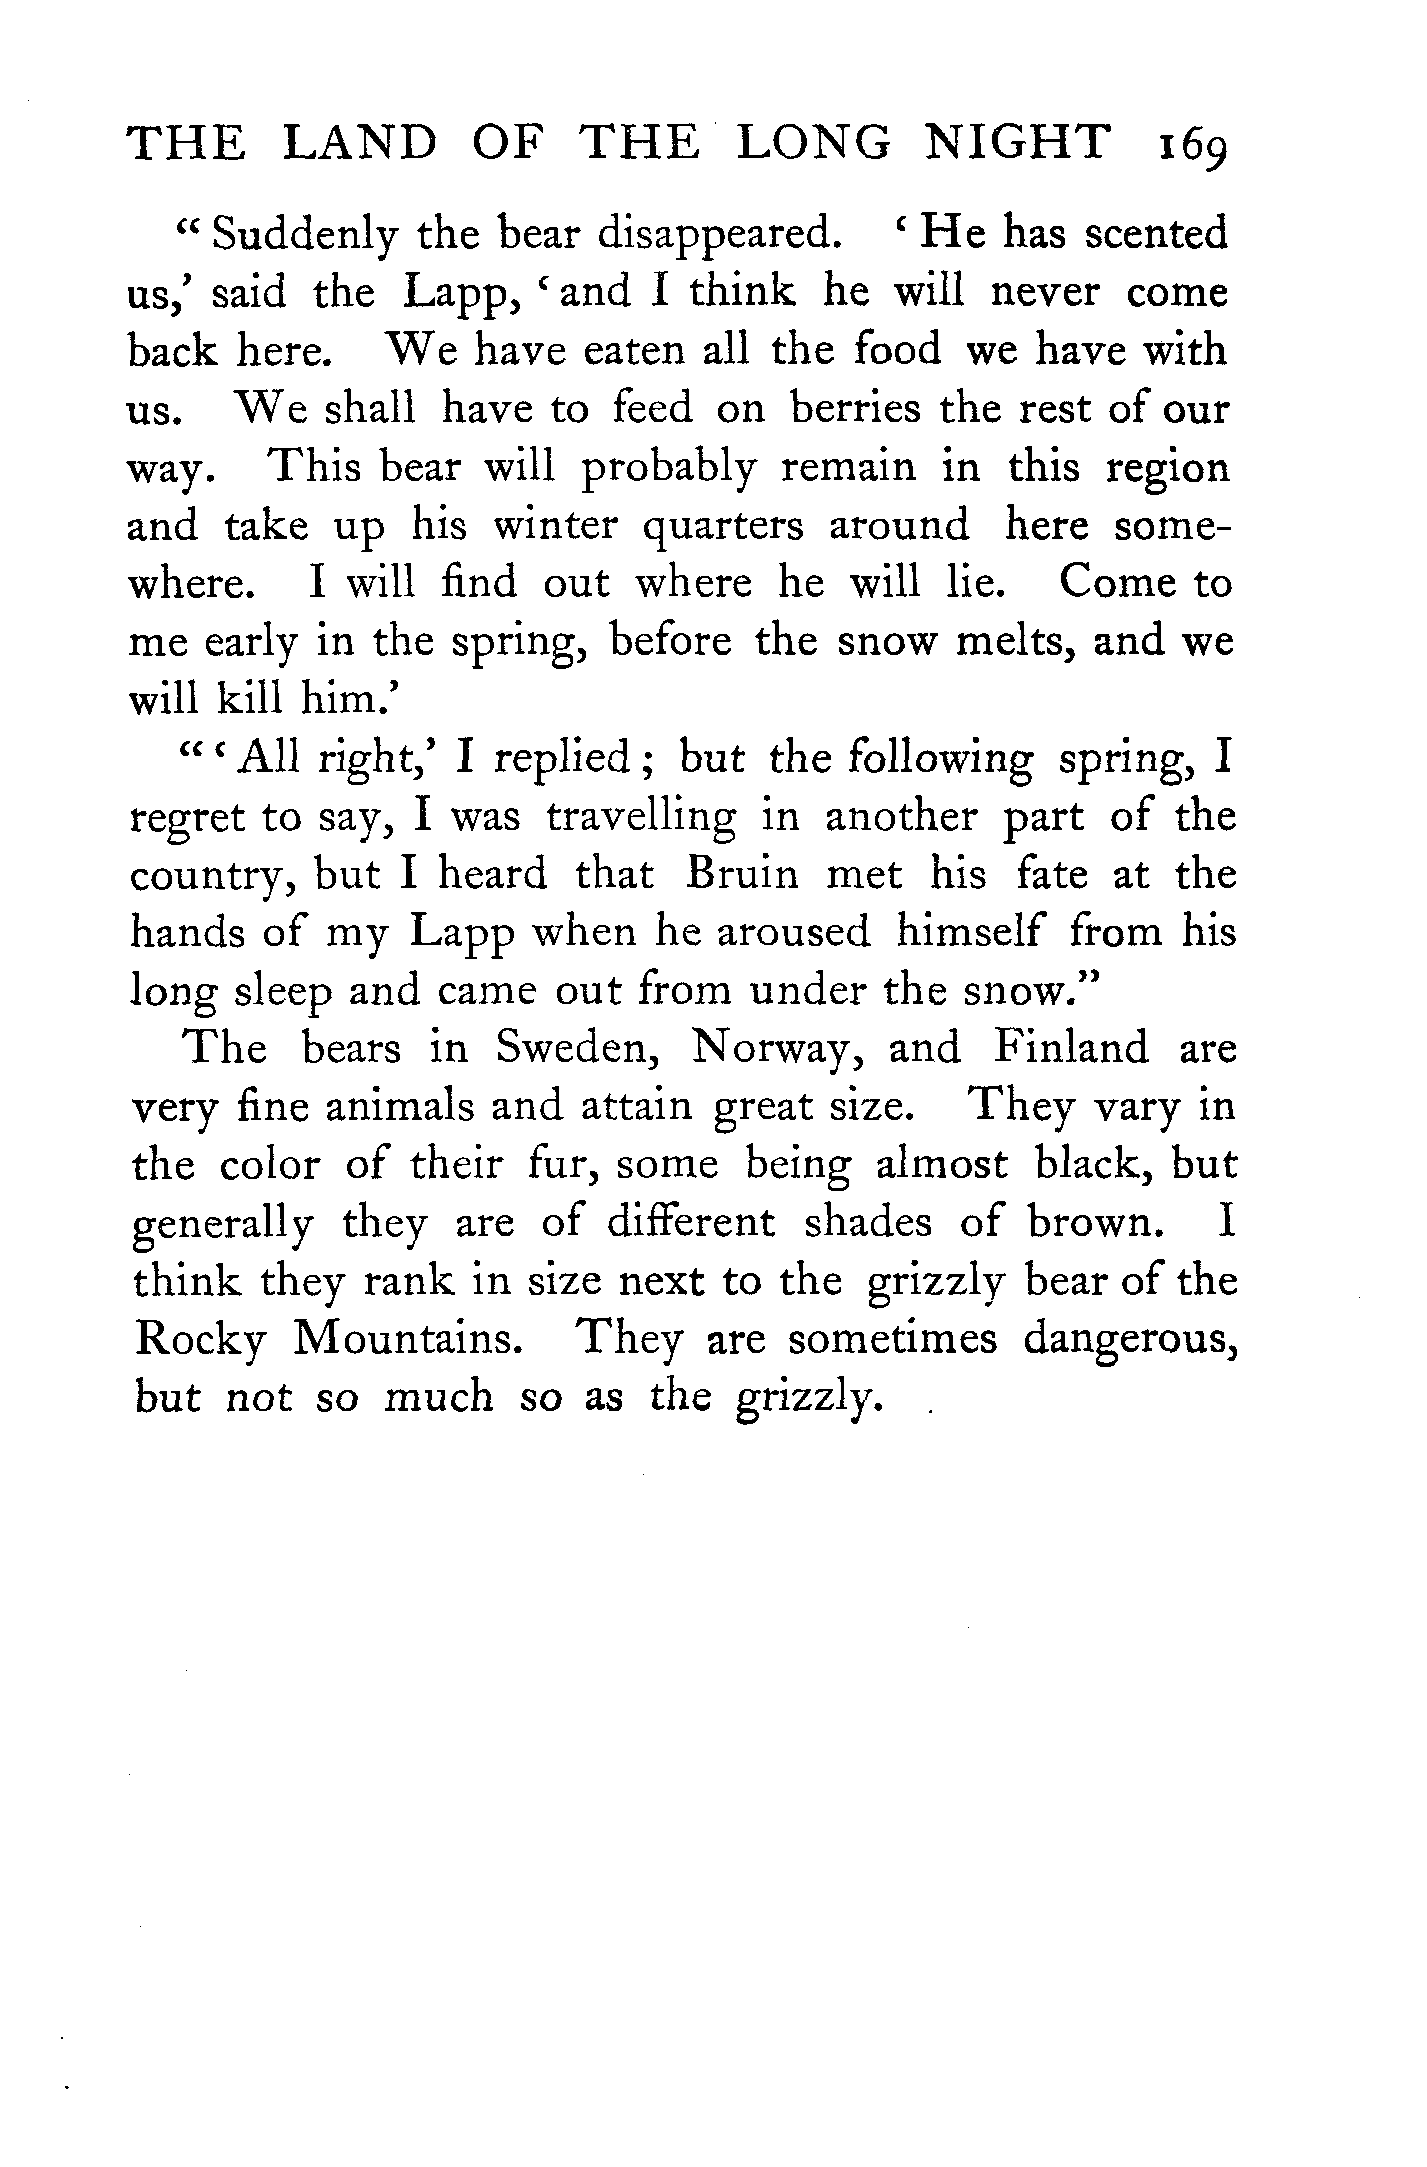 THE LAND OF THE LONG NIGHT 169
“ Suddenly the bear disappeared. ‘ He has scented
us,’ said the Lapp, ‘ and I think he will never come
back here. We have eaten all the food we have with
us. We shall have to feed on berries the rest of our
way. This bear will probably remain in this region
and take up his winter quarters around here some-
where. I will find out where he will lie. Come to
me early in the spring, before the snow melts, and we
will kill him.’
“ ‘ All right,’ I replied ; but the following spring, I
regret to say, I was travelling in another part of the
country, but I heard that Bruin met his fate at the
hands of my Lapp when he aroused himself from his
long sleep and came out from under the snow.”
The bears in Sweden, Norway, and Finland are
very fine animals and attain great size. They vary in
the color of their fur, some being almost black, but
generally they are of different shades of brown. I
think they rank in size next to the grizzly bear of the
Rocky Mountains. They are sometimes dangerous,
but not so much so as the grizzly.